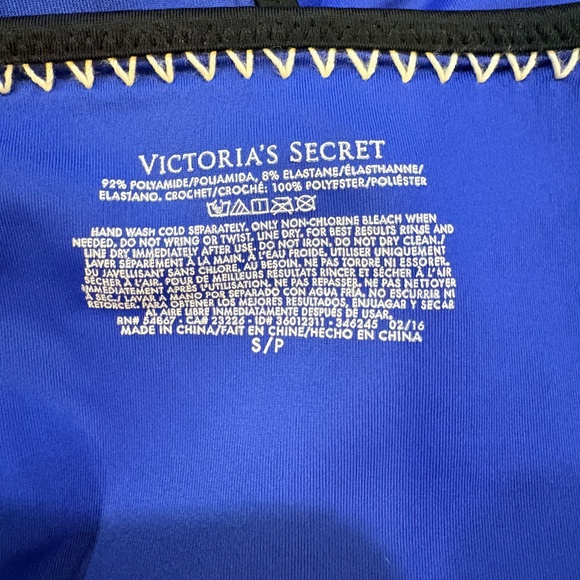 VICTORIA'S SECRET
92% POLYAMIDE/POLIAMIDA, 8% ELASTANE/ÉLASTHANNE/
ELASTANO. CROCHET/CROCHÉ: 100% POLYESTER/POLIÉSTER
HAND WASH COLD SEPARATELY. ONLY NON-CHLORINE BLEACH WHEN
NEEDED. DO NOT WRING OR TWIST. LINE DRY. FOR BEST RESULTS RINSE AND
LINE DRY IMMEDIATELY AFTER USE. DO NOT IRON. DO NOT DRY CLEAN./
LAVER SÉPARÉMENT À LA MAIN, À L'EAU FROIDE. UTILISER UNIQUEMENT
DU JAVELLISANT SANS CHLORE, AU BESOIN. NE PAS TORDRE NI ESSORER.
SÉCHER À L'AIR. POUR DE MEILLEURS RÉSULTATS RINCER ET SÉCHER À L'AIR
IMMÉDIATEMENT APRÈS L'UTILISATION. NE PAS REPASSER. NE PAS NETTOYER
À SEC./ LAVAR A MANO POR SEPARADO CON AGUA FRÍA. NO ESCURRIR NI
RETORCER. PARA OBTENER LOS MEJORES RESULTADOS, ENJUAGAR Y SECAR
AL AIRE LIBRE INMEDIATAMENTE DESPUÉS DE USAR.
RN# 54867 • CA# 23226 • ID# 36012311 • 346245 02/16
MADE IN CHINA/FAIT EN CHINE/HECHO EN CHINA
S/P